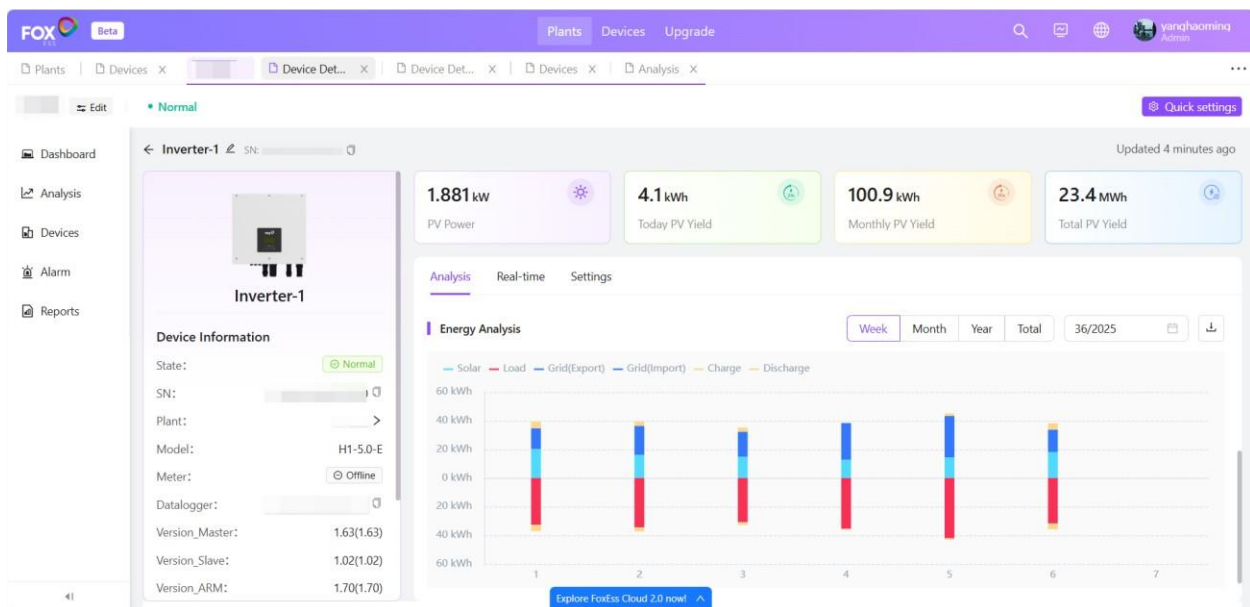 FOX ESS Beta Plants Devices Upgrade yanghaoming
Admin
Plants Devices X Device Det... X Device Det... X Devices X Analysis X ...
Edit Normal Quick settings
Dashboard
Analysis
Devices
Alarm
Reports
Inverter-1 SN: Updated 4 minutes ago
Inverter-1
Device Information
State: Normal
SN:
Plant: >
Model: H1-5.0-E
Meter: Offline
Datalogger:
Version_Master: 1.63(1.63)
Version_Slave: 1.02(1.02)
Version_ARM: 1.70(1.70)
1.881 kW 4.1 kWh 100.9 kWh 23.4 MWh
PV Power Today PV Yield Monthly PV Yield Total PV Yield
Analysis Real-time Settings
Energy Analysis Week Month Year Total 36/2025
Solar Load Grid(Export) Grid(Import) Charge Discharge
60 kWh
40 kWh
20 kWh
0 kWh
20 kWh
40 kWh
60 kWh
1 2 3 4 5 6 7
Explore FoxEss Cloud 2.0 now!